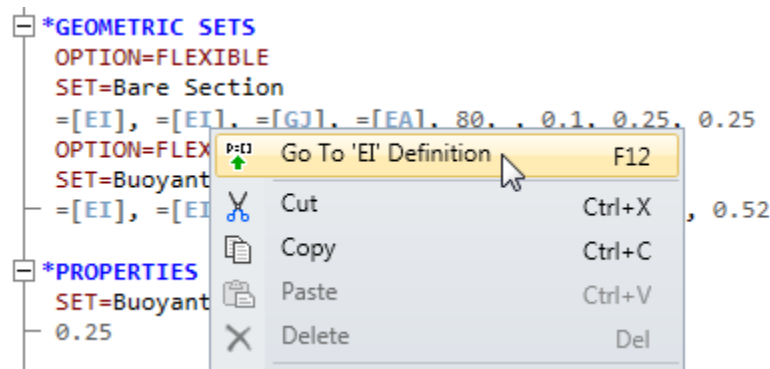 *GEOMETRIC SETS
OPTION=FLEXIBLE
SET=Bare Section
=[EI], =[EI], =[GJ], =[EA], 80, , 0.1, 0.25, 0.25
OPTION=FLEX
P=[] Go To 'EI' Definition F12
SET=Buoyant
Cut Ctrl+X
=[EI], =[EI , 0.52
Copy Ctrl+C
*PROPERTIES
Paste Ctrl+V
SET=Buoyant
0.25
Delete Del